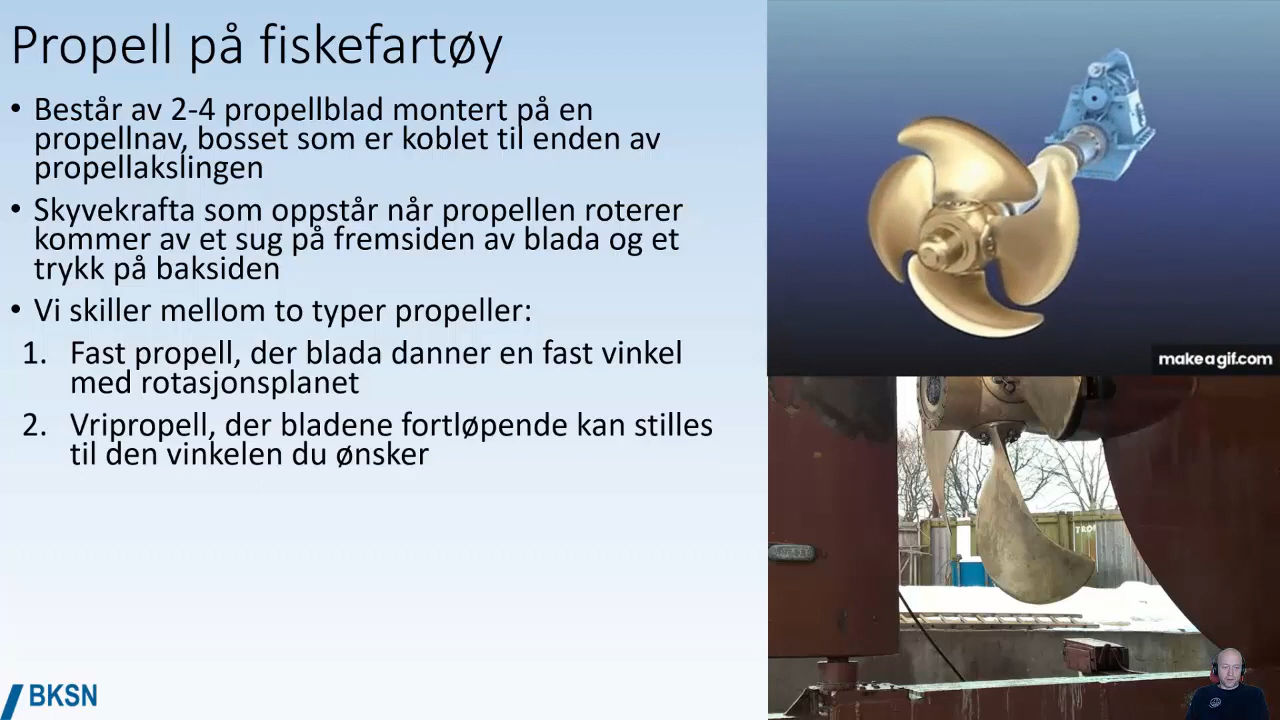 Propell på fiskefartøy
• Består av 2-4 propellblad montert på en
propellnav, bosset som er koblet til enden av
propellakslingen
• Skyvekrafta som oppstår når propellen roterer
kommer av et sug på fremsiden av blada og et
trykk på baksiden
• Vi skiller mellom to typer propeller:
1. Fast propell, der blada danner en fast vinkel
med rotasjonsplanet
2. Vripropell, der bladene fortløpende kan stilles
til den vinkelen du ønsker
makeagif.com
BKSN